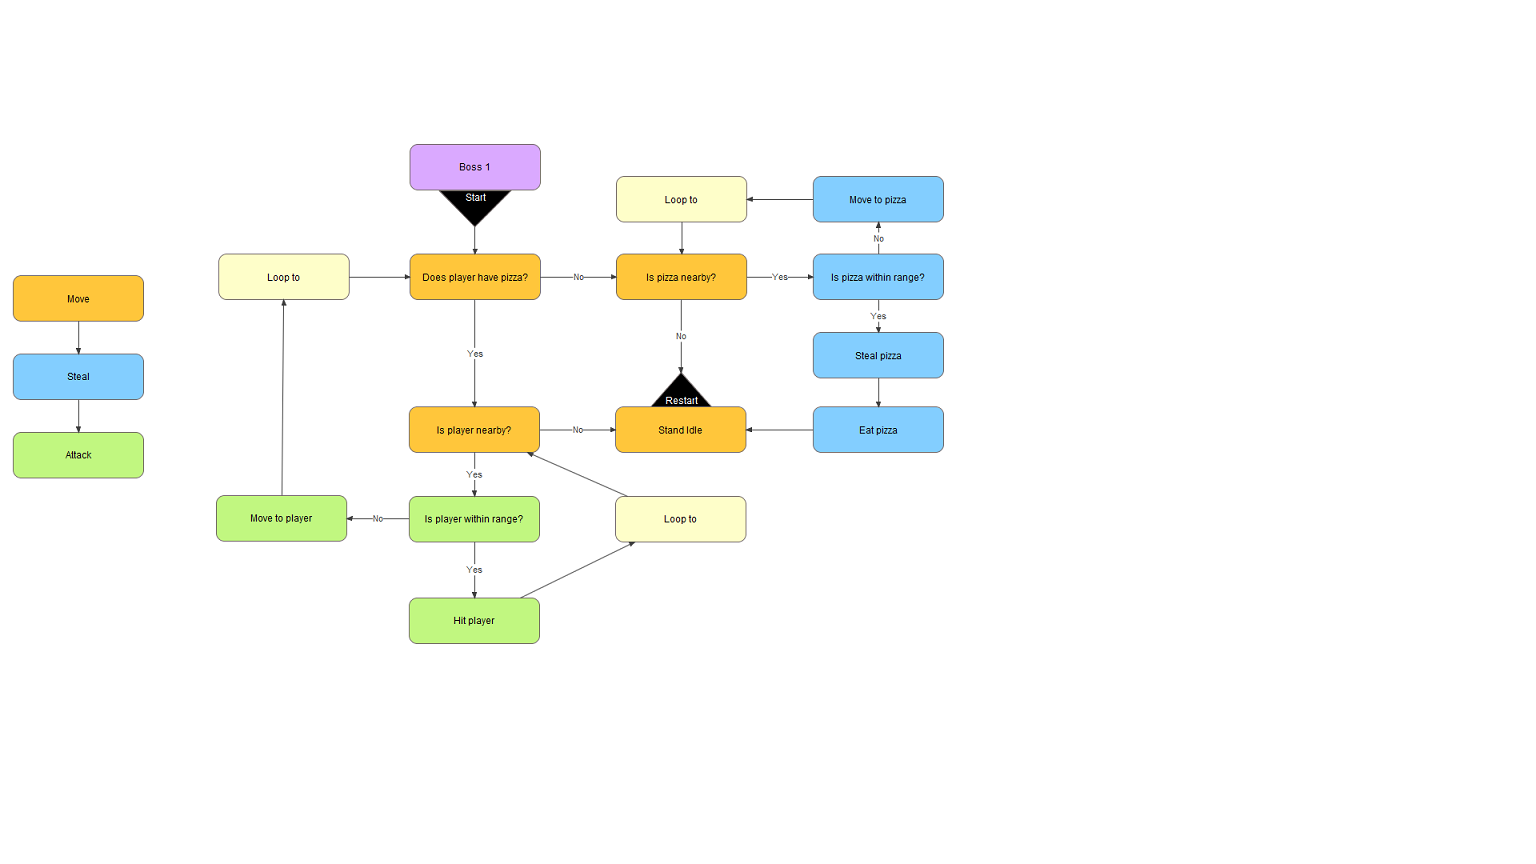 Boss 1
Start
Loop to
Move to pizza
No
Loop to
Does player have pizza?
No
Is pizza nearby?
Yes
Is pizza within range?
Move
Yes
No
Yes
Steal pizza
Steal
Restart
Is player nearby?
No
Stand Idle
Eat pizza
Attack
Yes
Move to player
No
Is player within range?
Loop to
Yes
Hit player